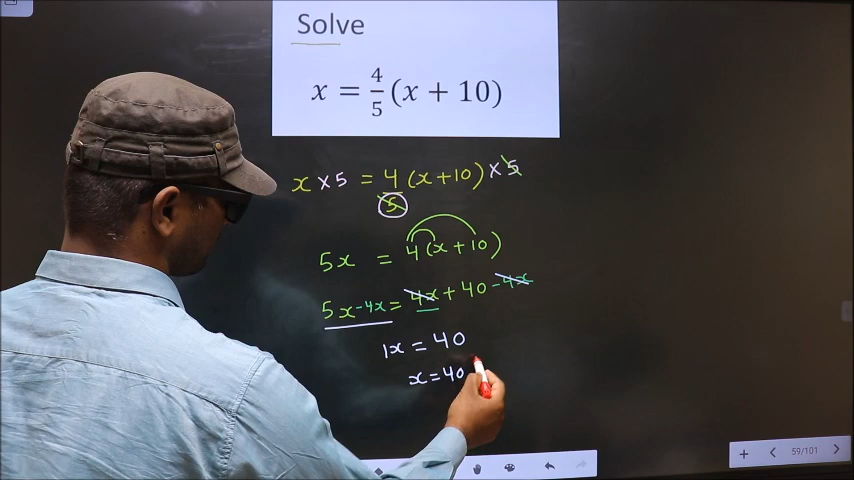 Solve
x = 4/5 (x + 10)
x × 5 = 4/5 (x + 10) × 5
5x = 4 (x + 10)
5x - 4x = 4x + 40 - 4x
1x = 40
x = 40
59/101